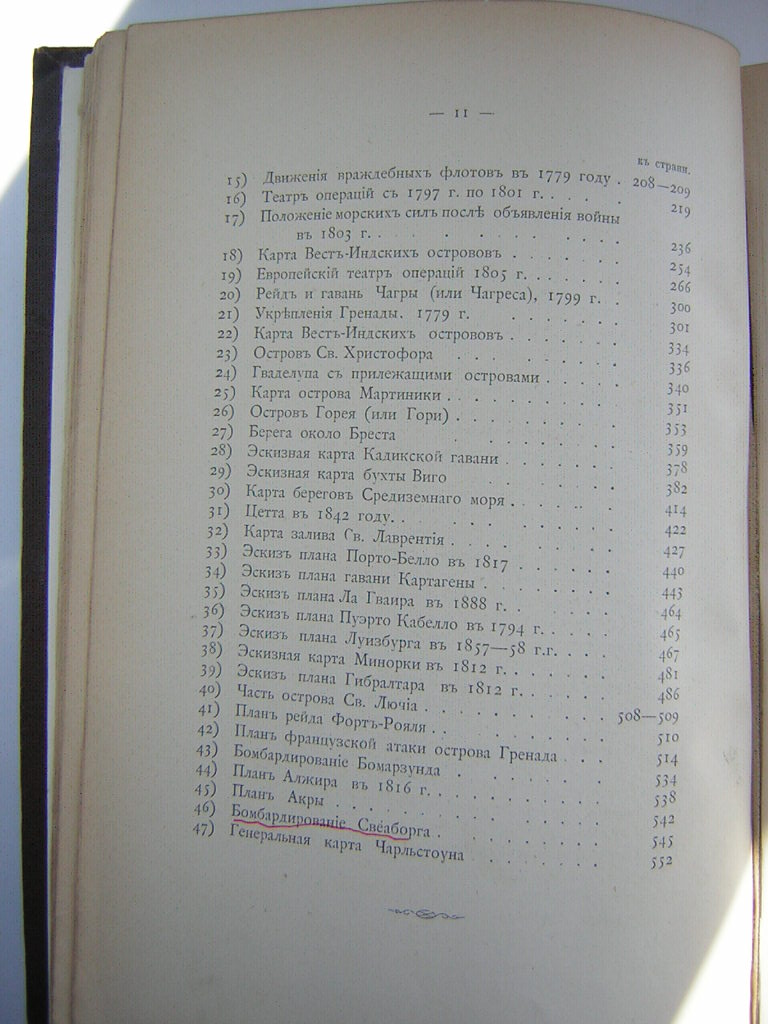 — II —
къ стран.
15) Движенія враждебныхъ флотовъ въ 1779 году . 208—209
16) Театръ операцій съ 1797 г. по 1801 г. . . . . 219
17) Положеніе морскихъ силъ послѣ объявленія войны
въ 1803 г. . . . . . . . 236
18) Карта Вестъ-Индскихъ острововъ . . . . . . 254
19) Европейскій театръ операцій 1805 г. . . . . . 266
20) Рейдъ и гавань Чагры (или Чагреса), 1799 г. . 300
21) Укрѣпленія Гренады. 1779 г. . . . . . . 301
22) Карта Вестъ-Индскихъ острововъ . . . . . . 334
23) Островъ Св. Христофора . . . . . . . 336
24) Гваделупа съ прилежащими островами . . . . 340
25) Карта острова Мартиники . . . . . . . . 351
26) Островъ Горея (или Гори) . . . . . . . 353
27) Берега около Бреста . . . . . . 359
28) Эскизная карта Кадикской гавани . . . . . . 378
29) Эскизная карта бухты Виго . . . . . . 382
30) Карта береговъ Средиземнаго моря . . . . . 414
31) Цетта въ 1842 году. . . . . . . . 422
32) Карта залива Св. Лаврентія . . . . . . . 427
33) Эскизъ плана Порто-Белло въ 1817 . . . . . 440
34) Эскизъ плана гавани Картагены . . . . . . 443
35) Эскизъ плана Ла Гваира въ 1888 г. . . . . . 464
36) Эскизъ плана Пуэрто Кабелло въ 1794 г. . . . 465
37) Эскизъ плана Луизбурга въ 1857—58 г.г. . . . 467
38) Эскизная карта Минорки въ 1812 г. . . . . . 481
39) Эскизъ плана Гибралтара въ 1812 г. . . . . . 486
40) Часть острова Св. Лючіа . . . . . . . . 508—509
41) Планъ рейда Фортъ-Рояля . . . . . . . . 510
42) Планъ французской атаки острова Гренада . . . 514
43) Бомбардированіе Бомарзунда . . . . . . . 534
44) Планъ Алжира въ 1816 г. . . . . . . . 538
45) Планъ Акры . . . . . . . . . . 542
46) Бомбардированіе Свеаборга . . . . . . . 545
47) Генеральная карта Чарльстоуна . . . . . . 552